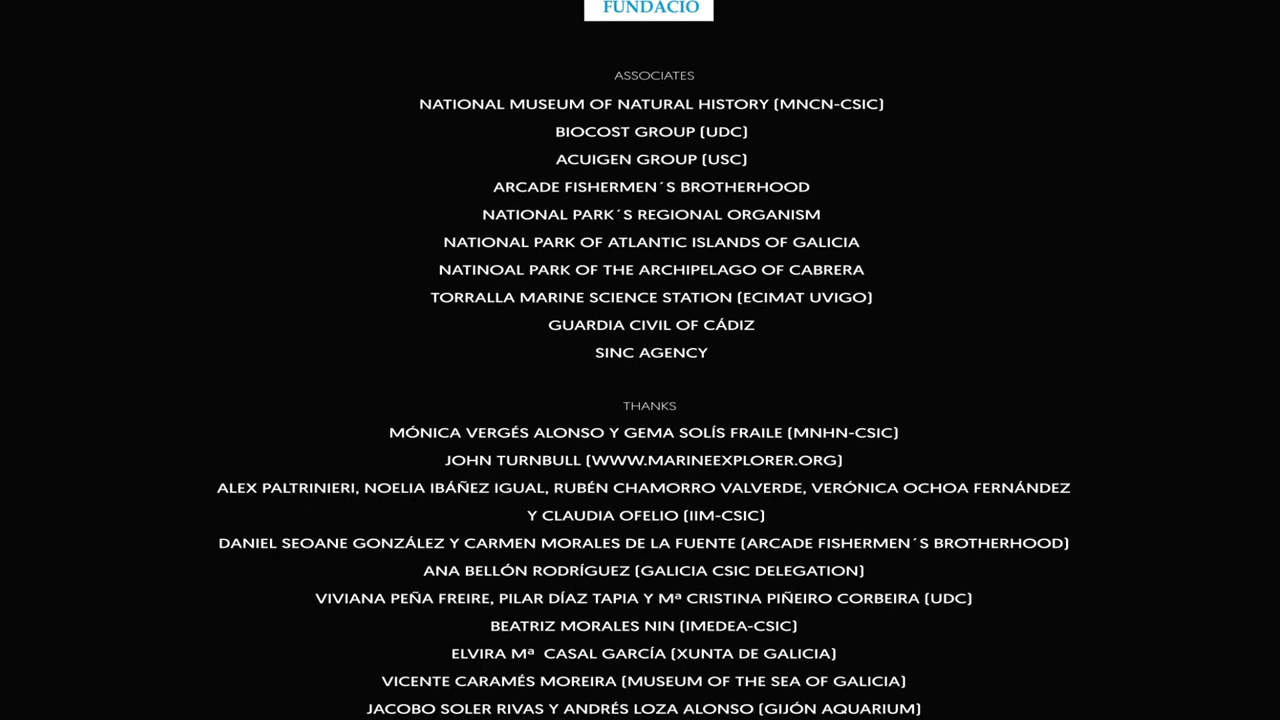 FUNDACIÓ
ASSOCIATES
NATIONAL MUSEUM OF NATURAL HISTORY (MNCN-CSIC)
BIOCOST GROUP (UDC)
ACUIGEN GROUP (USC)
ARCADE FISHERMEN´S BROTHERHOOD
NATIONAL PARK´S REGIONAL ORGANISM
NATIONAL PARK OF ATLANTIC ISLANDS OF GALICIA
NATINOAL PARK OF THE ARCHIPELAGO OF CABRERA
TORRALLA MARINE SCIENCE STATION (ECIMAT UVIGO)
GUARDIA CIVIL OF CÁDIZ
SINC AGENCY
THANKS
MÓNICA VERGÉS ALONSO Y GEMA SOLÍS FRAILE (MNHN-CSIC)
JOHN TURNBULL (WWW.MARINEEXPLORER.ORG)
ALEX PALTRINIERI, NOELIA IBÁÑEZ IGUAL, RUBÉN CHAMORRO VALVERDE, VERÓNICA OCHOA FERNÁNDEZ
Y CLAUDIA OFELIO (IIM-CSIC)
DANIEL SEOANE GONZÁLEZ Y CARMEN MORALES DE LA FUENTE (ARCADE FISHERMEN´S BROTHERHOOD)
ANA BELLÓN RODRÍGUEZ (GALICIA CSIC DELEGATION)
VIVIANA PEÑA FREIRE, PILAR DÍAZ TAPIA Y Mª CRISTINA PIÑEIRO CORBEIRA (UDC)
BEATRIZ MORALES NIN (IMEDEA-CSIC)
ELVIRA Mª CASAL GARCÍA (XUNTA DE GALICIA)
VICENTE CARAMÉS MOREIRA (MUSEUM OF THE SEA OF GALICIA)
JACOBO SOLER RIVAS Y ANDRÉS LOZA ALONSO (GIJÓN AQUARIUM)